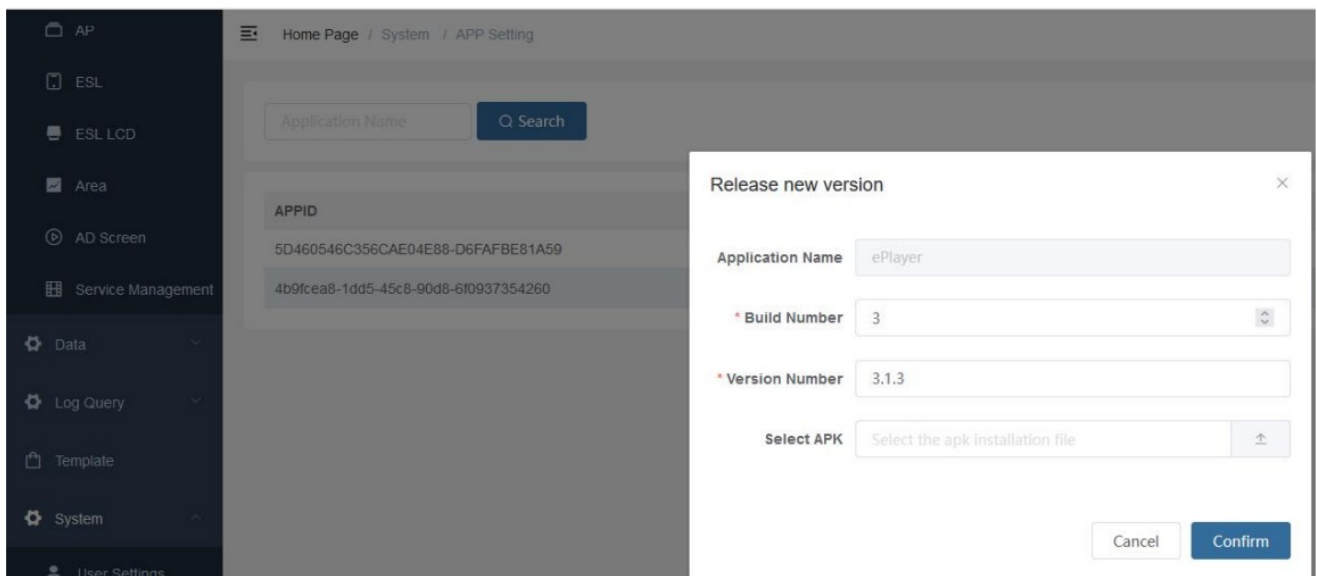 AP
ESL
ESL LCD
Area
AD Screen
Service Management
Data
Log Query
Template
System
User Settings
Home Page / System / APP Setting
Application Name
Search
APPID
5D460546C356CAE04E88-D6FAFBE81A59
4b9fcea8-1dd5-45c8-90d8-6f0937354260
Release new version
Application Name ePlayer
* Build Number 3
* Version Number 3.1.3
Select APK Select the apk installation file
Cancel Confirm